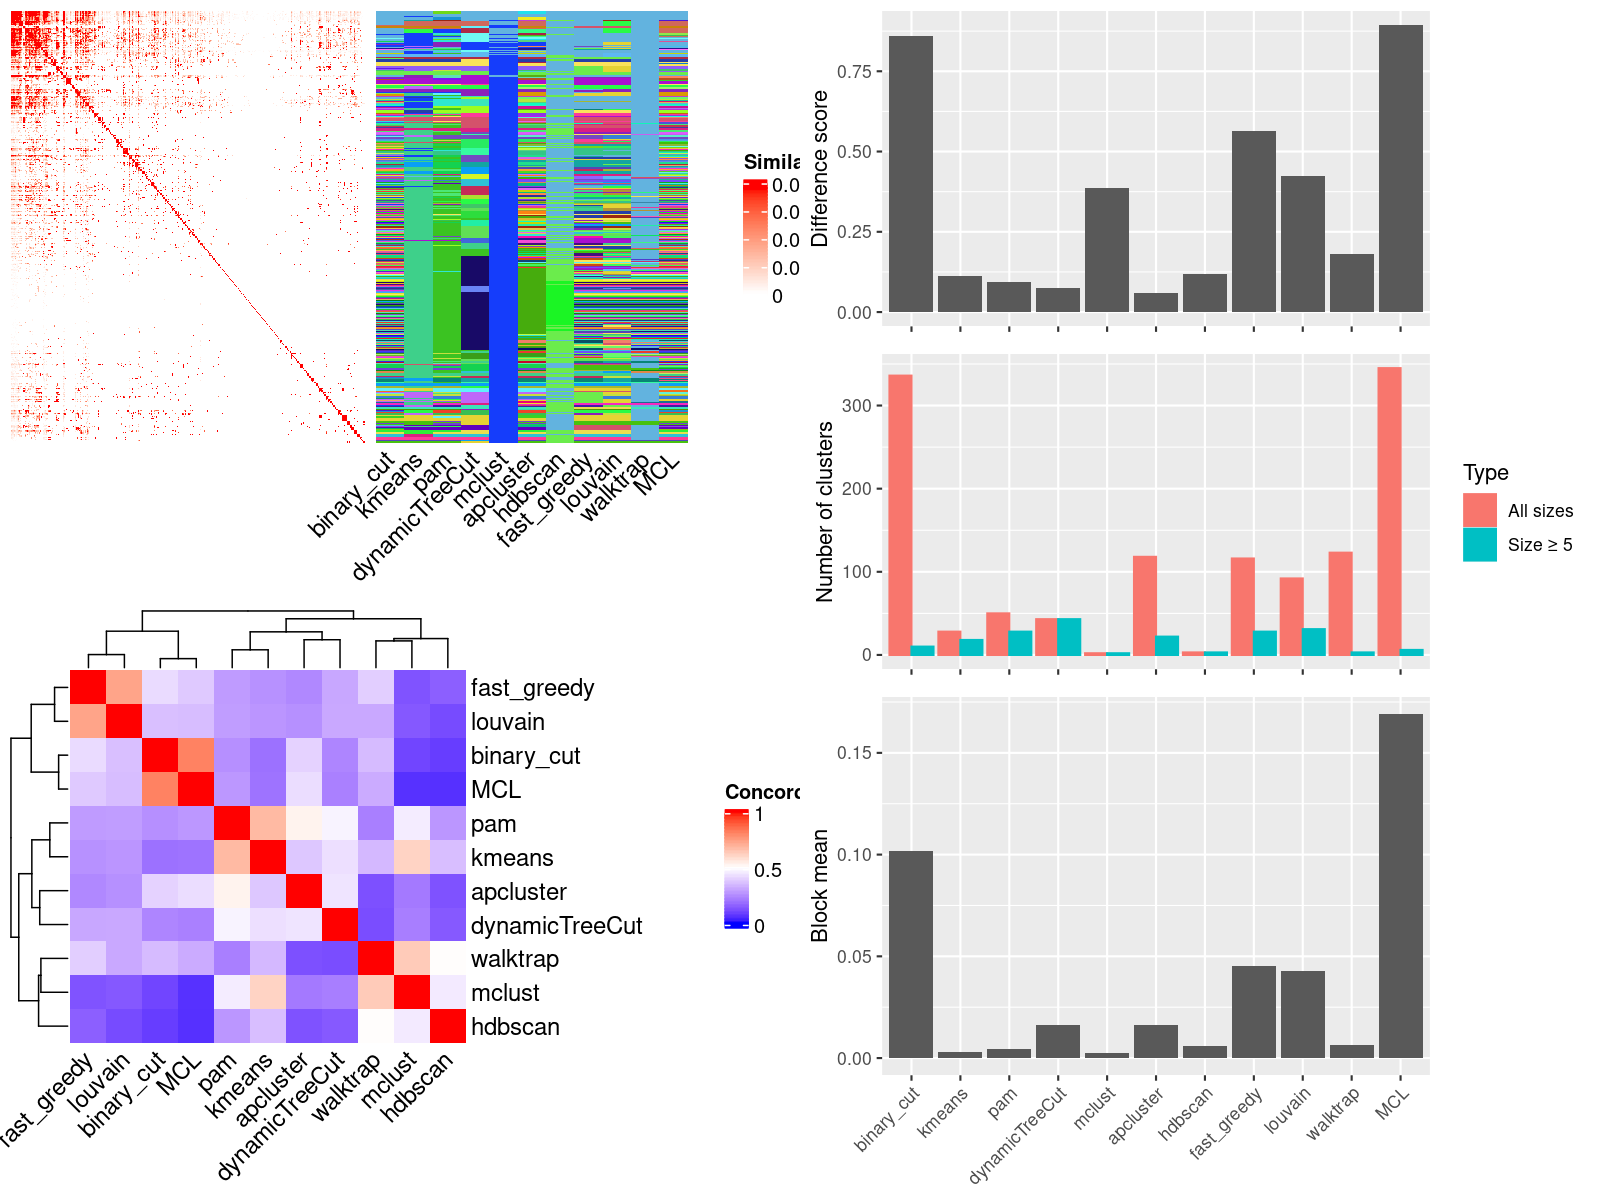 Simila
0.0
0.0
0.0
0.0
0
binary_cut
kmeans
pam
dynamicTreeCut
mclust
apcluster
hdbscan
fast_greedy
louvain
walktrap
MCL
fast_greedy
louvain
binary_cut
MCL
pam
kmeans
apcluster
dynamicTreeCut
walktrap
mclust
hdbscan
fast_greedy
louvain
binary_cut
MCL
pam
kmeans
apcluster
dynamicTreeCut
walktrap
mclust
hdbscan
Concord
1
0.5
0
Difference score
0.75
0.50
0.25
0.00
Number of clusters
300
200
100
0
Type
All sizes
Size ≥ 5
Block mean
0.15
0.10
0.05
0.00
binary_cut
kmeans
pam
dynamicTreeCut
mclust
apcluster
hdbscan
fast_greedy
louvain
walktrap
MCL